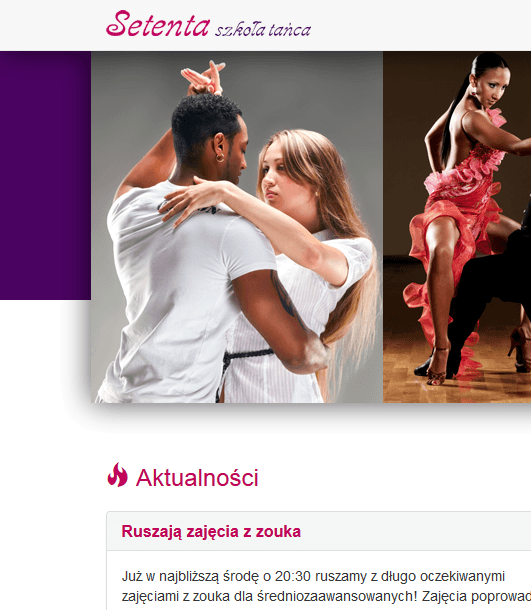 Setenta szkoła tańca
Aktualności
Ruszają zajęcia z zouka
Już w najbliższą środę o 20:30 ruszamy z długo oczekiwanymi
zajęciami z zouka dla średniozaawansowanych! Zajęcia